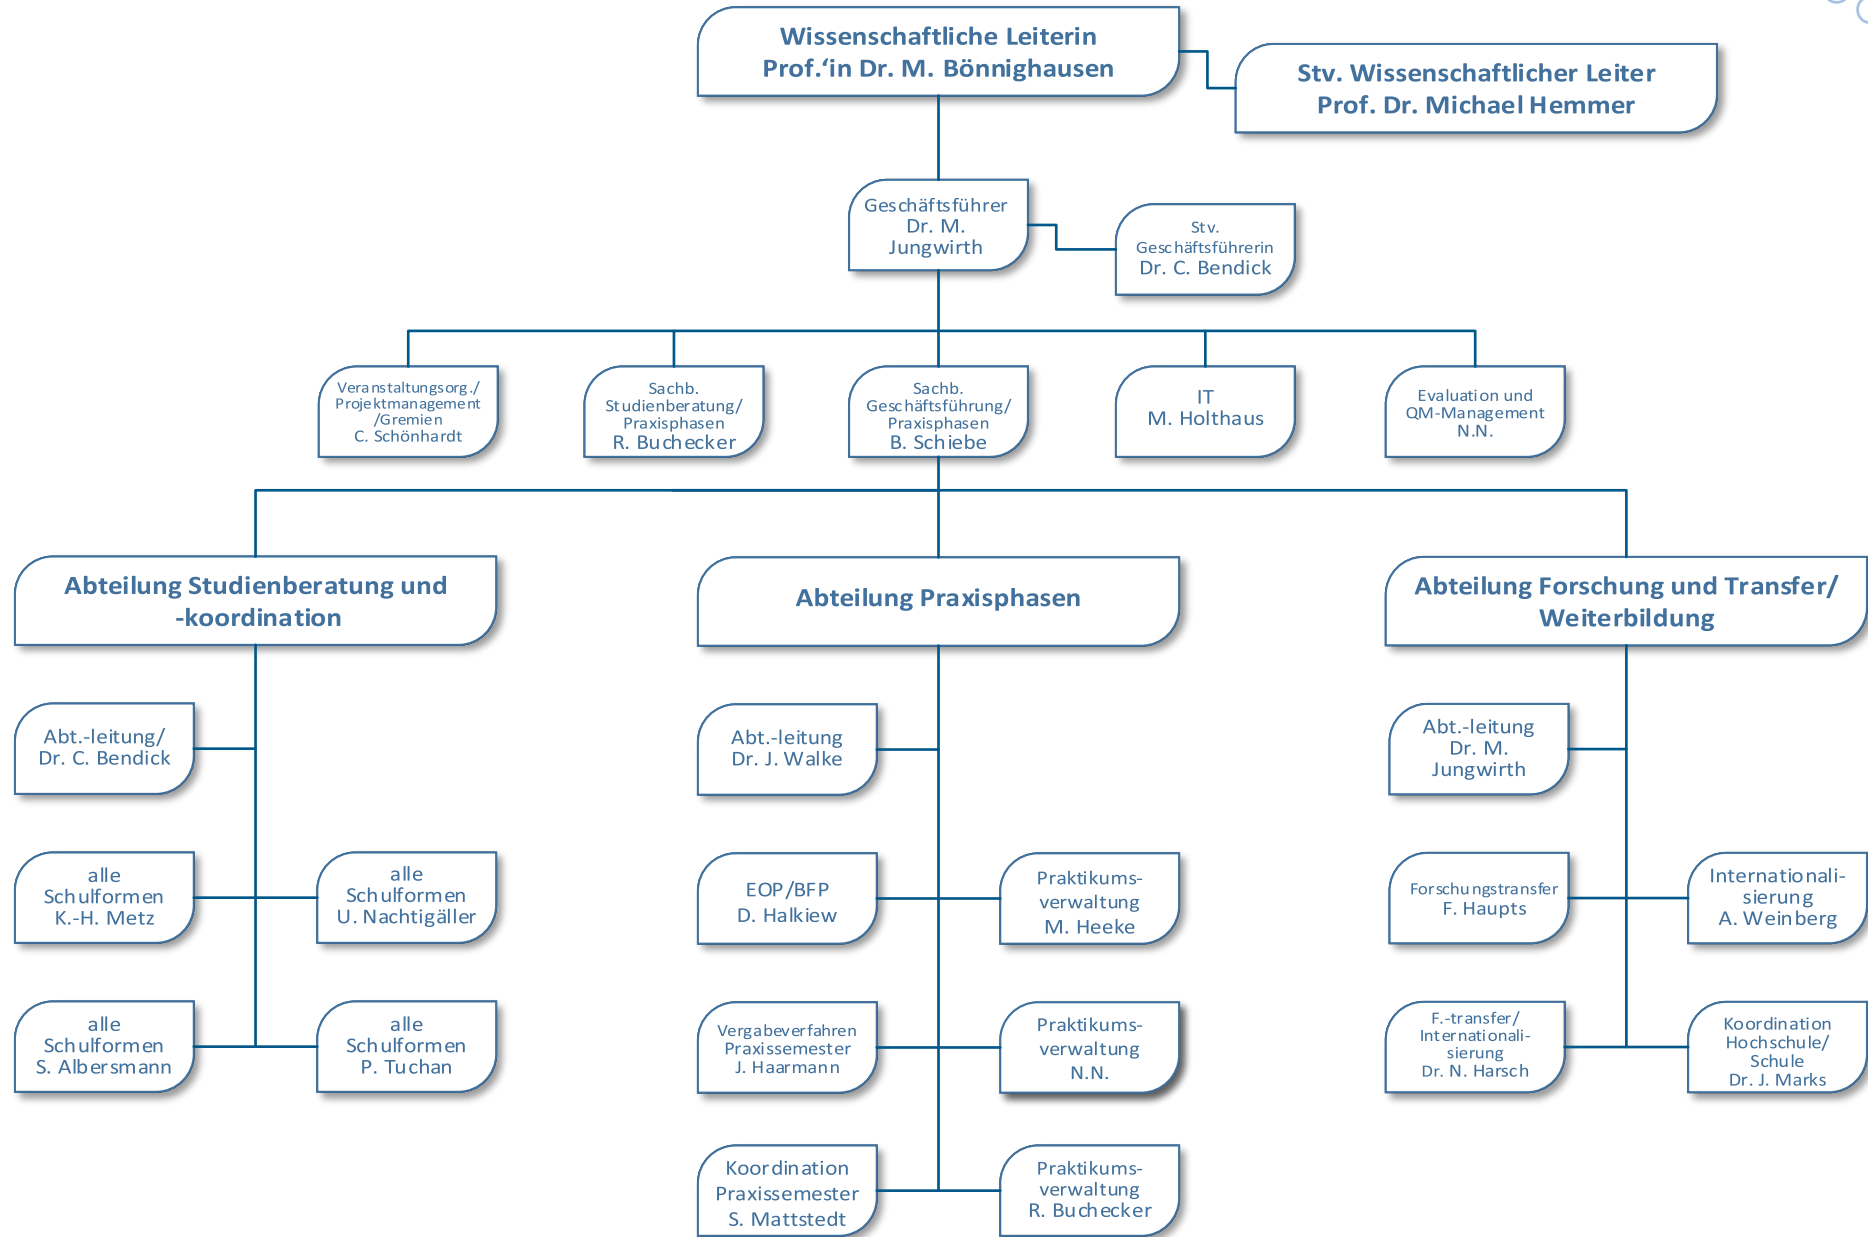 Wissenschaftliche Leiterin
Prof.‘in Dr. M. Bönnighausen
Stv. Wissenschaftlicher Leiter
Prof. Dr. Michael Hemmer
Geschäftsführer
Dr. M.
Jungwirth
Stv.
Geschäftsführerin
Dr. C. Bendick
Veranstaltungsorg./
Projektmanagement
/Gremien
C. Schönhardt
Sachb.
Studienberatung/
Praxisphasen
R. Buchecker
Sachb.
Geschäftsführung/
Praxisphasen
B. Schiebe
IT
M. Holthaus
Evaluation und
QM-Management
N.N.
Abteilung Studienberatung und
-koordination
Abteilung Praxisphasen
Abteilung Forschung und Transfer/
Weiterbildung
Abt.-leitung/
Dr. C. Bendick
alle
Schulformen
K.-H. Metz
alle
Schulformen
U. Nachtigäller
alle
Schulformen
S. Albersmann
alle
Schulformen
P. Tuchan
Abt.-leitung
Dr. J. Walke
EOP/BFP
D. Halkiew
Praktikums-
verwaltung
M. Heeke
Vergabeverfahren
Praxissemester
J. Haarmann
Praktikums-
verwaltung
N.N.
Koordination
Praxissemester
S. Mattstedt
Praktikums-
verwaltung
R. Buchecker
Abt.-leitung
Dr. M.
Jungwirth
Forschungstransfer
F. Haupts
Internationali-
sierung
A. Weinberg
F.-transfer/
Internationali-
sierung
Dr. N. Harsch
Koordination
Hochschule/
Schule
Dr. J. Marks